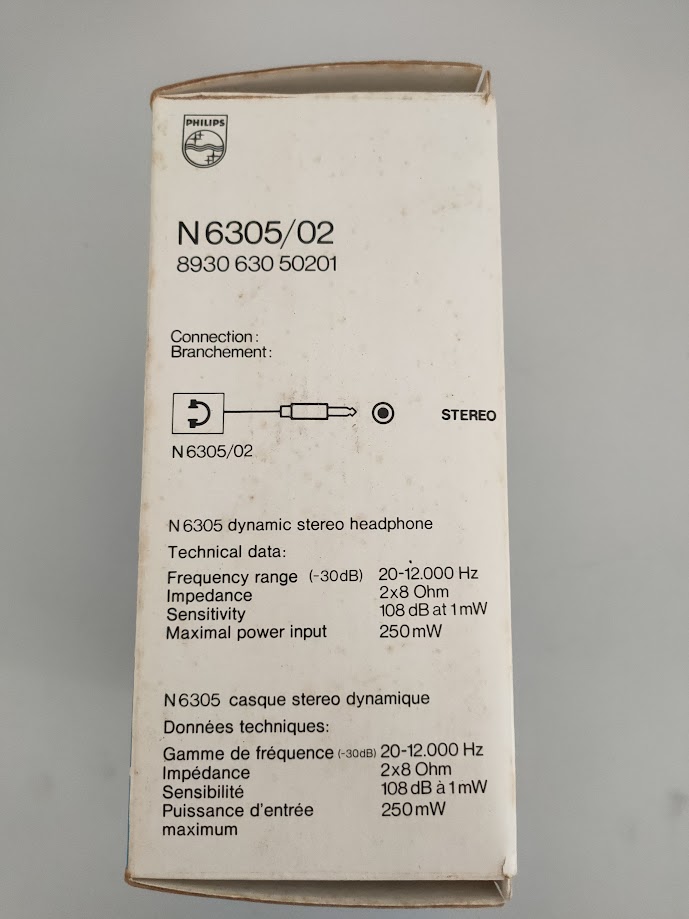 PHILIPS
N6305/02
8930 630 50201
Connection:
Branchement:
STEREO
N6305/02
N6305 dynamic stereo headphone
Technical data:
Frequency range (-30dB) 20-12.000 Hz
Impedance 2x8 Ohm
Sensitivity 108 dB at 1mW
Maximal power input 250mW
N6305 casque stereo dynamique
Données techniques:
Gamme de fréquence (-30dB) 20-12.000 Hz
Impédance 2x8 Ohm
Sensibilité 108 dB à 1mW
Puissance d'entrée 250mW
maximum